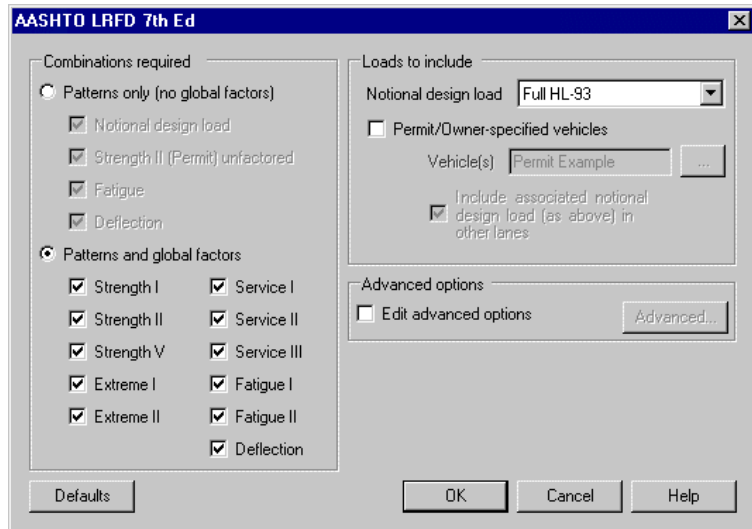 AASHTO LRFD 7th Ed
Combinations required
Patterns only (no global factors)
Notional design load
Strength II (Permit) unfactored
Fatigue
Deflection
Patterns and global factors
Strength I
Service I
Strength II
Service II
Strength V
Service III
Extreme I
Fatigue I
Extreme II
Fatigue II
Deflection
Loads to include
Notional design load Full HL-93
Permit/Owner-specified vehicles
Vehicle(s) Permit Example ...
Include associated notional
design load (as above) in
other lanes
Advanced options
Edit advanced options Advanced...
Defaults
OK
Cancel
Help